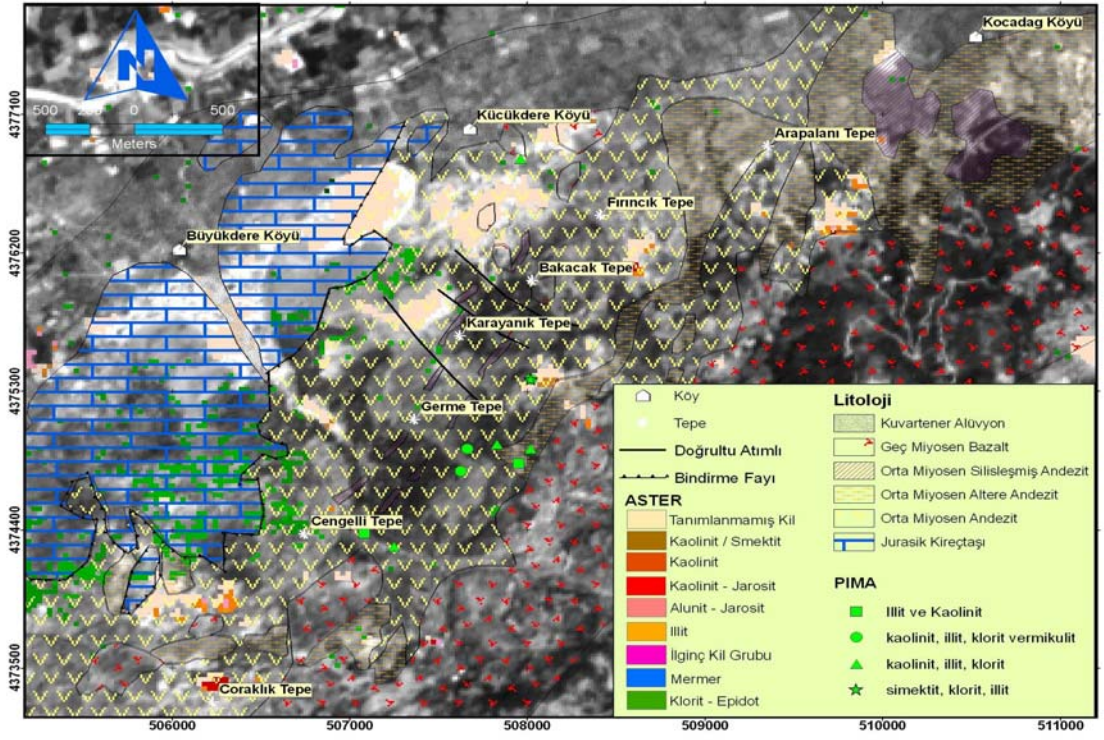 N
500 250 0 500
Meters
Kocadag Köyü
Kücükdere Köyü
Arapalanı Tepe
Fırıncık Tepe
Büyükdere Köyü
Bakacak Tepe
Karayanık Tepe
Germe Tepe
Cengelli Tepe
Coraklık Tepe
4377100
4376200
4375300
4374400
4373500
506000 507000 508000 509000 510000 511000
Köy
Tepe
Doğrultu Atımlı
Bindirme Fayı
ASTER
Tanımlanmamış Kil
Kaolinit / Smektit
Kaolinit
Kaolinit - Jarosit
Alunit - Jarosit
Illit
İlginç Kil Grubu
Mermer
Klorit - Epidot
Litoloji
Kuvartener Alüvyon
Geç Miyosen Bazalt
Orta Miyosen Silisleşmiş Andezit
Orta Miyosen Altere Andezit
Orta Miyosen Andezit
Jurasik Kireçtaşı
PIMA
Illit ve Kaolinit
kaolinit, illit, klorit vermikulit
kaolinit, illit, klorit
simektit, klorit, illit